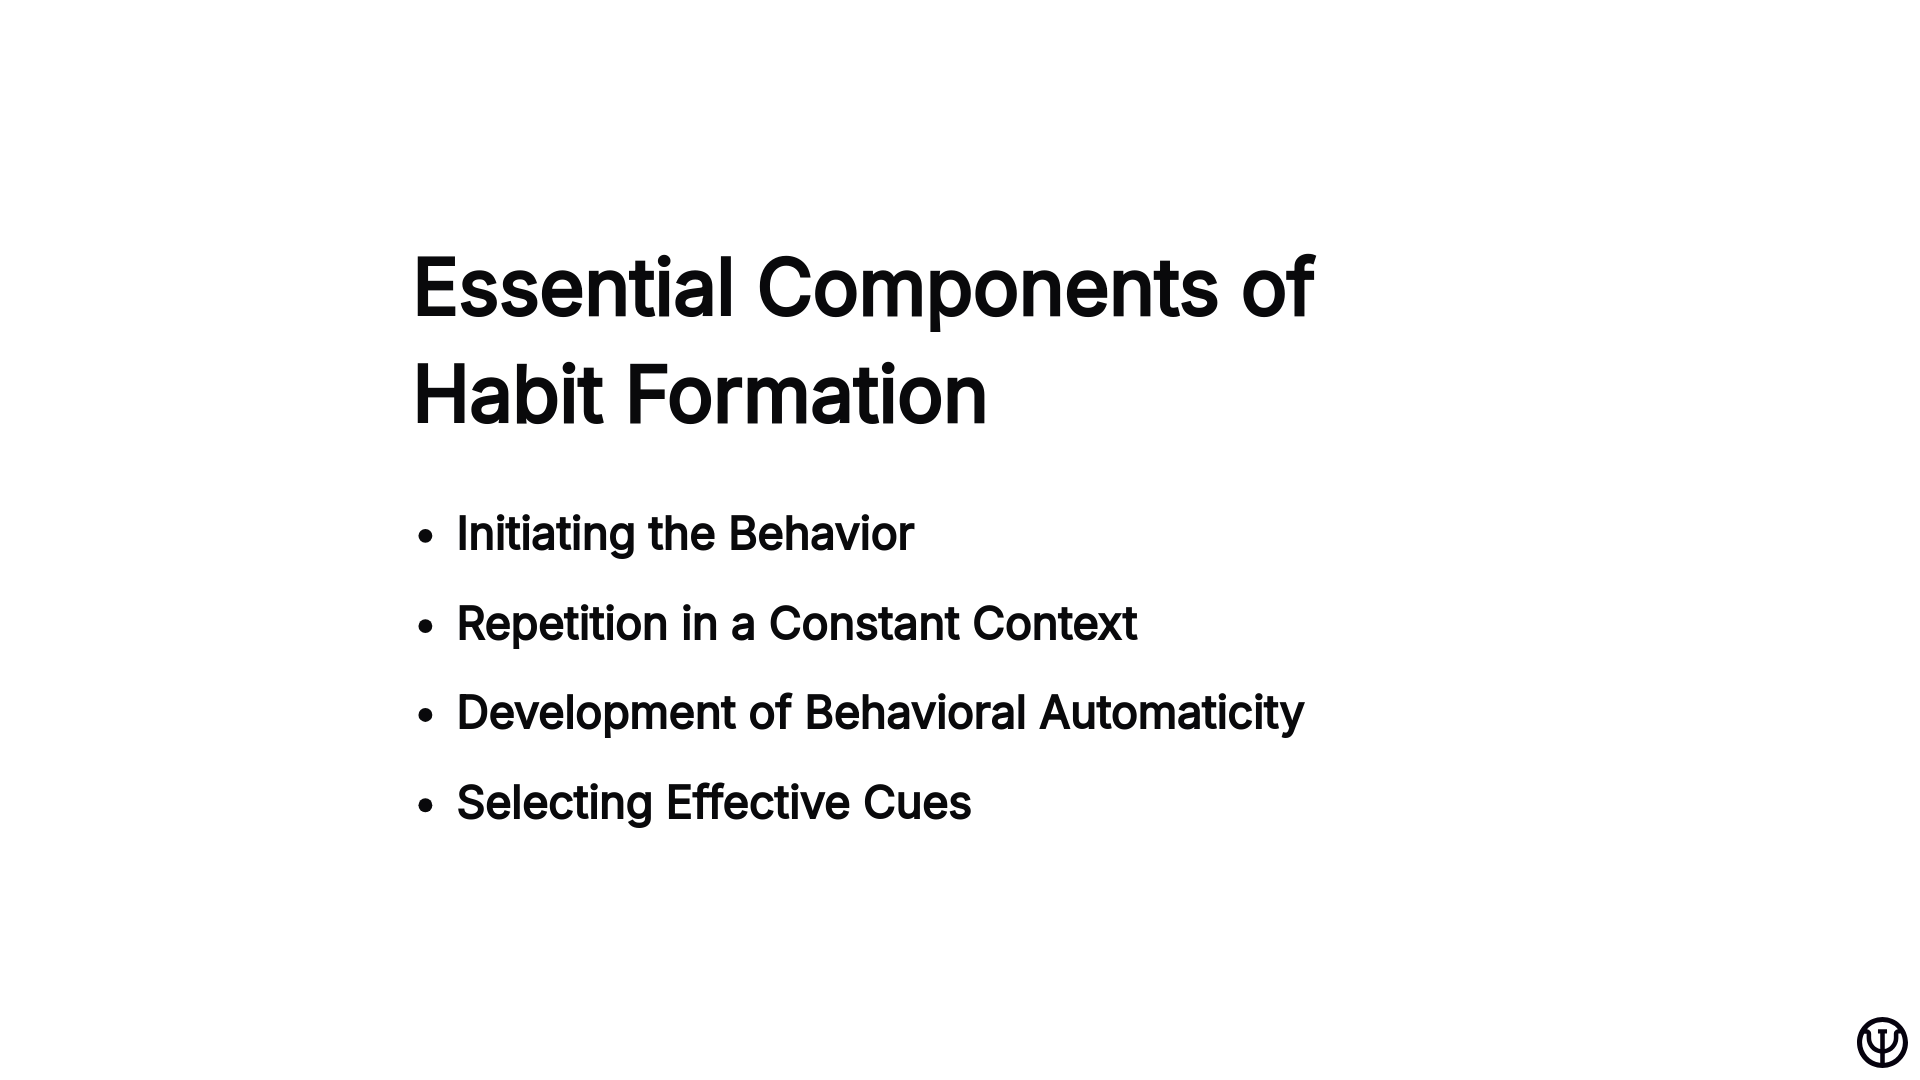 Essential Components of
Habit Formation
• Initiating the Behavior
• Repetition in a Constant Context
• Development of Behavioral Automaticity
• Selecting Effective Cues